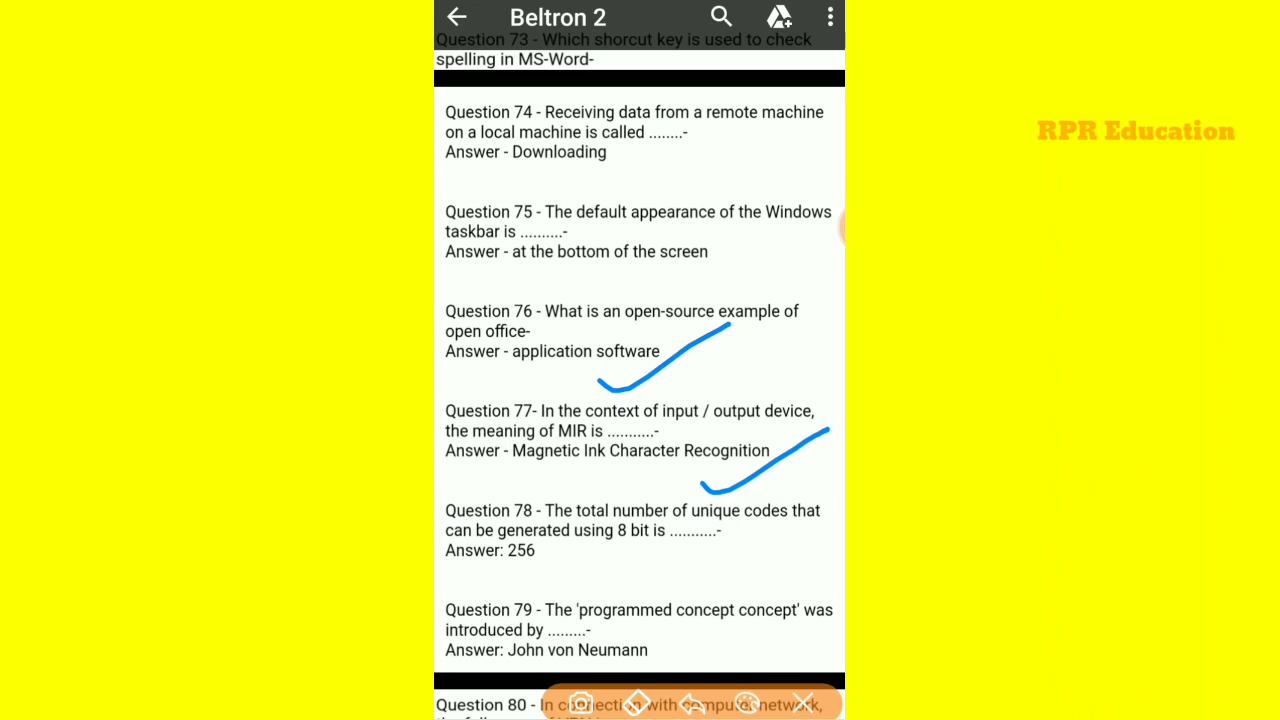 Beltron 2
Question 73 - Which shorcut key is used to check
spelling in MS-Word-
Question 74 - Receiving data from a remote machine
on a local machine is called ........-
Answer - Downloading
Question 75 - The default appearance of the Windows
taskbar is ..........-
Answer - at the bottom of the screen
Question 76 - What is an open-source example of
open office-
Answer - application software
Question 77- In the context of input / output device,
the meaning of MIR is ...........-
Answer - Magnetic Ink Character Recognition
Question 78 - The total number of unique codes that
can be generated using 8 bit is ...........-
Answer: 256
Question 79 - The 'programmed concept concept' was
introduced by .........-
Answer: John von Neumann
Question 80 - In connection with compute, network,
RPR Education